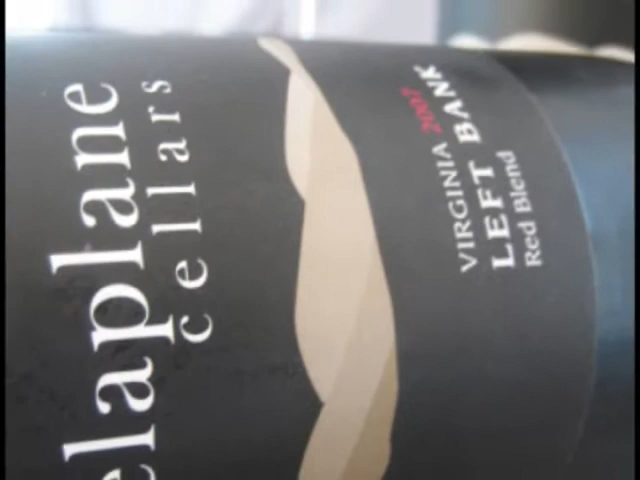 elaplane
cellars
VIRGINIA 2007
LEFT BANK
Red Blend